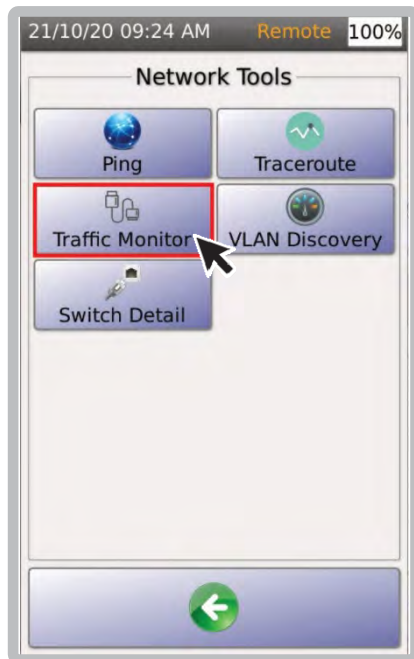 21/10/20 09:24 AM Remote 100%
Network Tools
Ping Traceroute
Traffic Monitor VLAN Discovery
Switch Detail